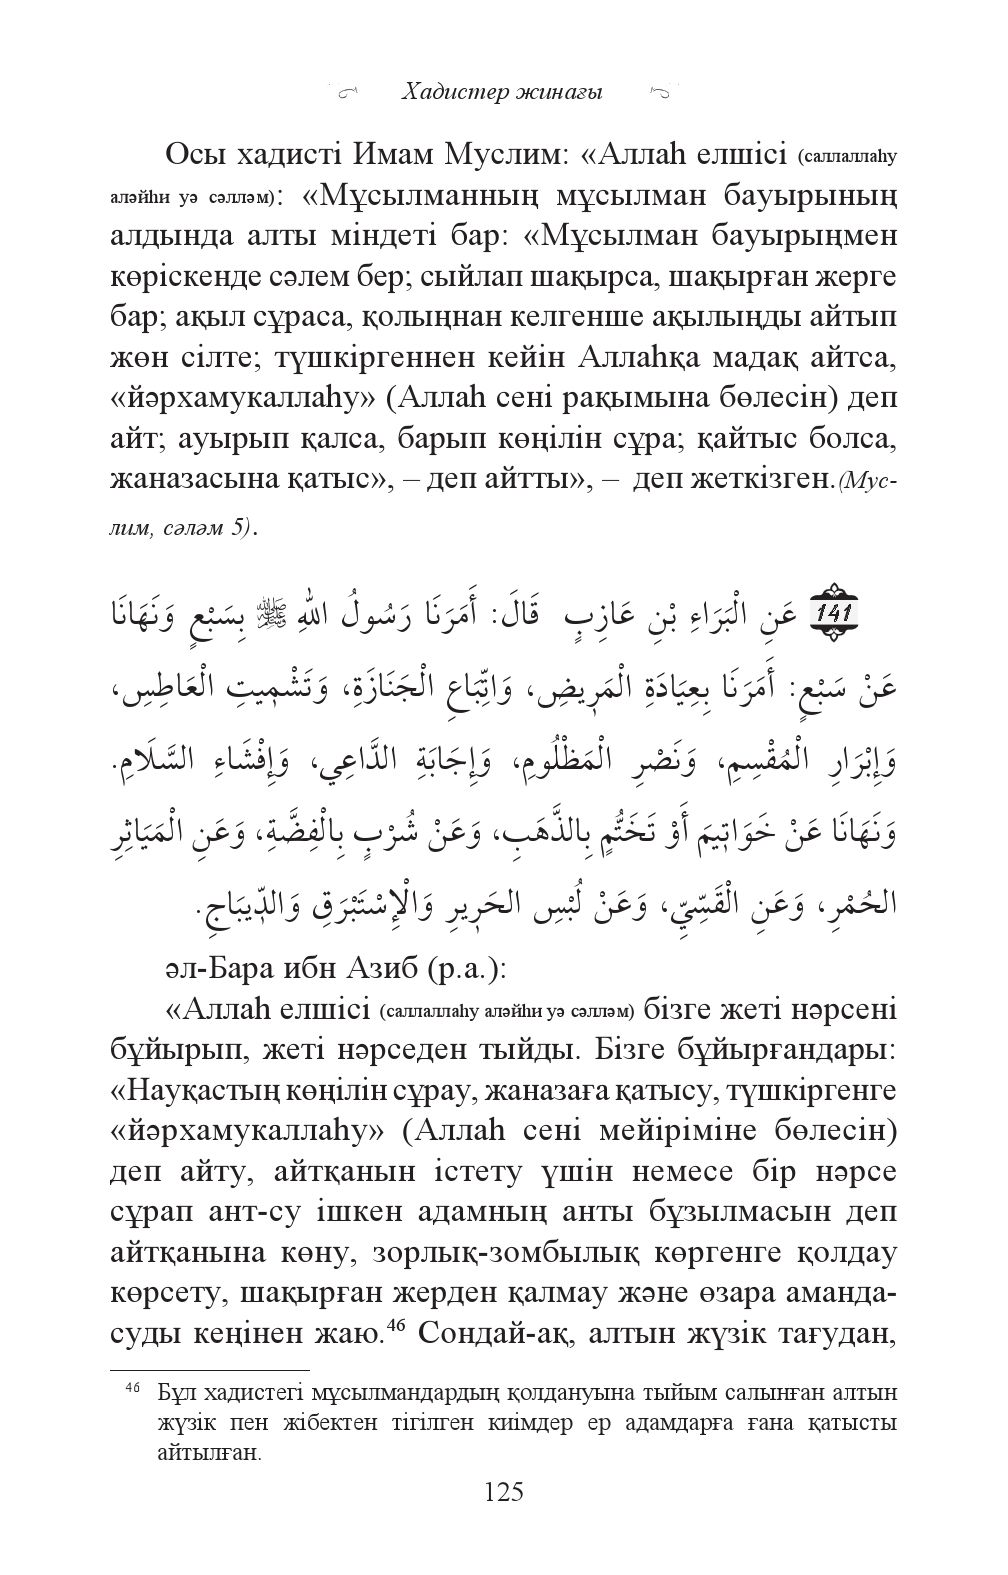 Хадистер жинағы
Осы хадисті Имам Муслим: «Аллаһ елшісі (саллаллаһу
аләйһи уә сәлләм): «Мұсылманның мұсылман бауырының
алдында алты міндеті бар: «Мұсылман бауырыңмен
көріскенде сәлем бер; сыйлап шақырса, шақырған жерге
бар; ақыл сұраса, қолыңнан келгенше ақылыңды айтып
жөн сілте; түшкіргеннен кейін Аллаһқа мадақ айтса,
«йәрхамукаллаһу» (Аллаһ сені рақымына бөлесін) деп
айт; ауырып қалса, барып көңілін сұра; қайтыс болса,
жаназасына қатыс», – деп айтты», – деп жеткізген.(Мус-
лим, сәләм 5).
141 عَنِ الْبَرَاءِ بْنِ عَازِبٍ قَالَ: أَمَرَنَا رَسُولُ اللهِ ﷺ بِسَبْعٍ وَنَهَانَا
عَنْ سَبْعٍ: أَمَرَنَا بِعِيَادَةِ الْمَرِيضِ، وَاتِّبَاعِ الْجَنَازَةِ، وَتَشْمِيتِ الْعَاطِسِ،
وَإِبْرَارِ الْمُقْسِمِ، وَنَصْرِ الْمَظْلُومِ، وَإِجَابَةِ الدَّاعِي، وَإِفْشَاءِ السَّلَامِ.
وَنَهَانَا عَنْ خَوَاتِيمَ أَوْ تَخَتُّمٍ بِالذَّهَبِ، وَعَنْ شُرْبٍ بِالْفِضَّةِ، وَعَنِ الْمَيَاثِرِ
الحُمْرِ، وَعَنِ الْقَسِّيِّ، وَعَنْ لُبْسِ الحَرِيرِ وَالْإِسْتَبْرَقِ وَالدِّيبَاجِ.
әл-Бара ибн Азиб (р.а.):
«Аллаһ елшісі (саллаллаһу аләйһи уә сәлләм) бізге жеті нәрсені
бұйырып, жеті нәрседен тыйды. Бізге бұйырғандары:
«Науқастың көңілін сұрау, жаназаға қатысу, түшкіргенге
«йәрхамукаллаһу» (Аллаһ сені мейіріміне бөлесін)
деп айту, айтқанын істету үшін немесе бір нәрсе
сұрап ант-су ішкен адамның анты бұзылмасын деп
айтқанына көну, зорлық-зомбылық көргенге қолдау
көрсету, шақырған жерден қалмау және өзара аманда-
суды кеңінен жаю.46 Сондай-ақ, алтын жүзік тағудан,
46 Бұл хадистегі мұсылмандардың қолдануына тыйым салынған алтын
жүзік пен жібектен тігілген киімдер ер адамдарға ғана қатысты
айтылған.
125